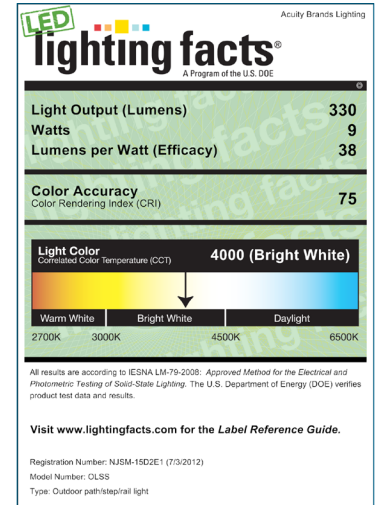 Acuity Brands Lighting
LED
lighting facts®
A Program of the U.S. DOE
Light Output (Lumens) 330
Watts 9
Lumens per Watt (Efficacy) 38
Color Accuracy 75
Color Rendering Index (CRI)
Light Color
Correlated Color Temperature (CCT) 4000 (Bright White)
Warm White Bright White Daylight
2700K 3000K 4500K 6500K
All results are according to IESNA LM-79-2008: Approved Method for the Electrical and
Photometric Testing of Solid-State Lighting. The U.S. Department of Energy (DOE) verifies
product test data and results.
Visit www.lightingfacts.com for the Label Reference Guide.
Registration Number: NJSM-15D2E1 (7/3/2012)
Model Number: OLSS
Type: Outdoor path/step/rail light